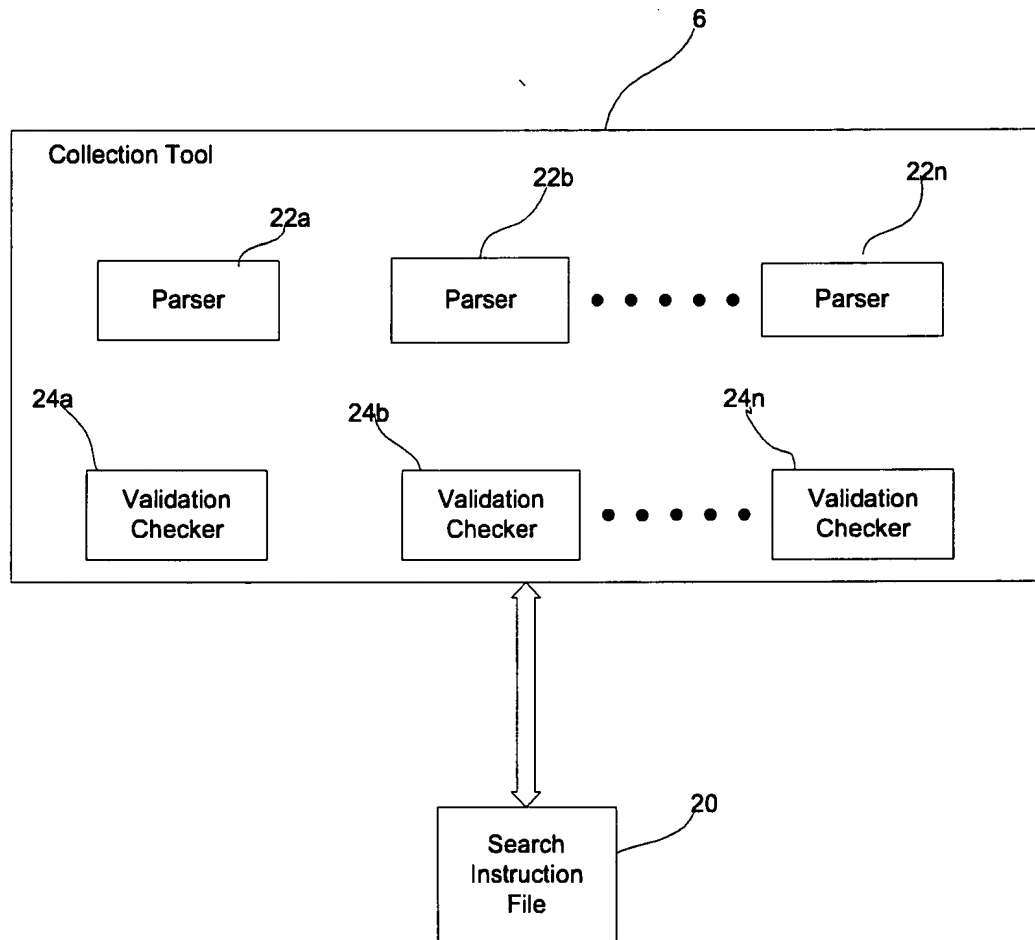 6
Collection Tool
22a
22b
22n
Parser
Parser
Parser
24a
24b
24n
Validation
Checker
Validation
Checker
Validation
Checker
20
Search
Instruction
File